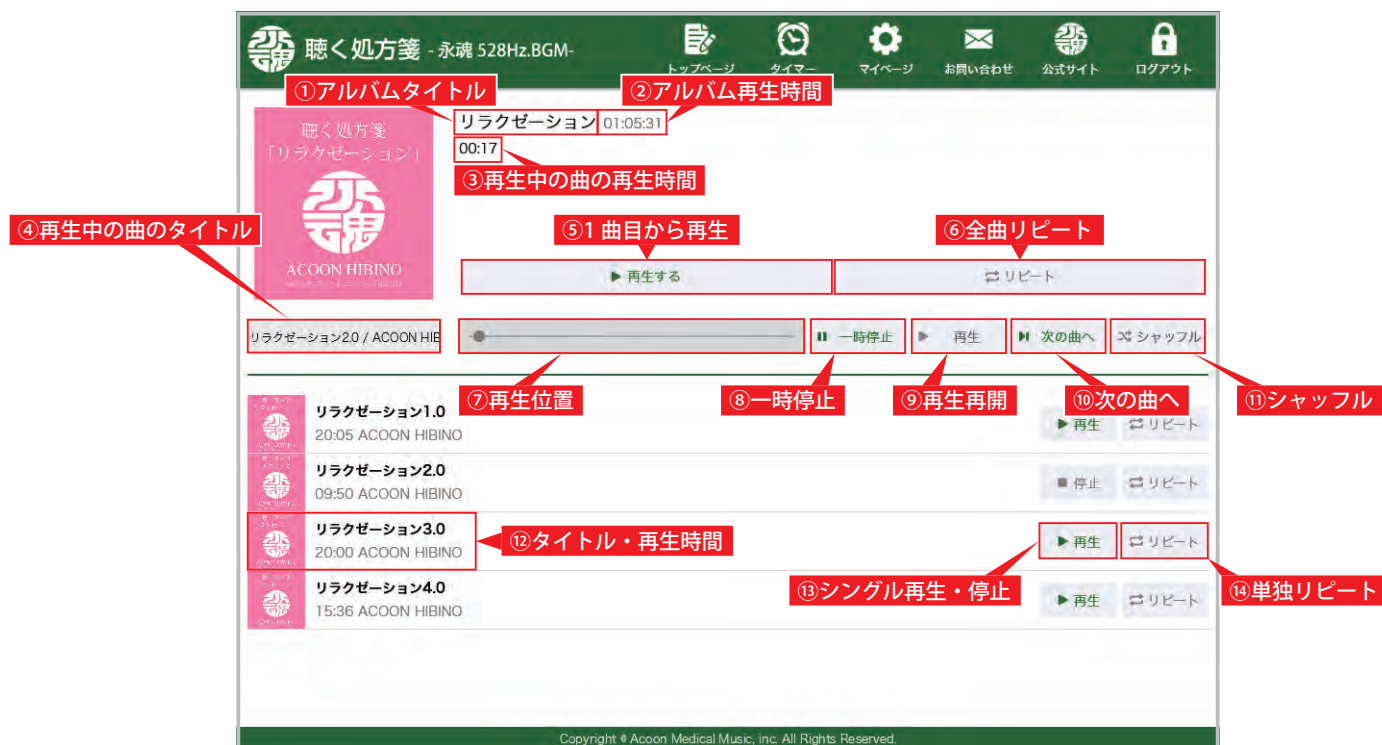 聴く処方箋 - 永魂 528Hz.BGM-
トップページ
タイマー
マイページ
お問い合わせ
公式サイト
ログアウト
①アルバムタイトル
②アルバム再生時間
聴く処方箋
「リラクゼーション」
ACOON HIBINO
リラクゼーション 01:05:31
00:17
③再生中の曲の再生時間
④再生中の曲のタイトル
⑤1 曲目から再生
⑥全曲リピート
再生する
リピート
リラクゼーション2.0 / ACOON HIE
一時停止
再生
次の曲へ
シャッフル
⑦再生位置
⑧一時停止
⑨再生再開
⑩次の曲へ
⑪シャッフル
リラクゼーション1.0
20:05 ACOON HIBINO
再生
リピート
リラクゼーション2.0
09:50 ACOON HIBINO
停止
リピート
リラクゼーション3.0
20:00 ACOON HIBINO
⑫タイトル・再生時間
再生
リピート
⑬シングル再生・停止
⑭単独リピート
リラクゼーション4.0
15:36 ACOON HIBINO
再生
リピート
Copyright © Acoon Medical Music, inc. All Rights Reserved.